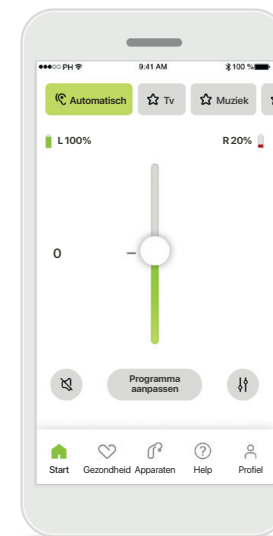 PH 9:41 AM 100 %
Automatisch Tv Muziek
L 100% R 20%
0
Programma
aanpassen
Start Gezondheid Apparaten Help Profiel